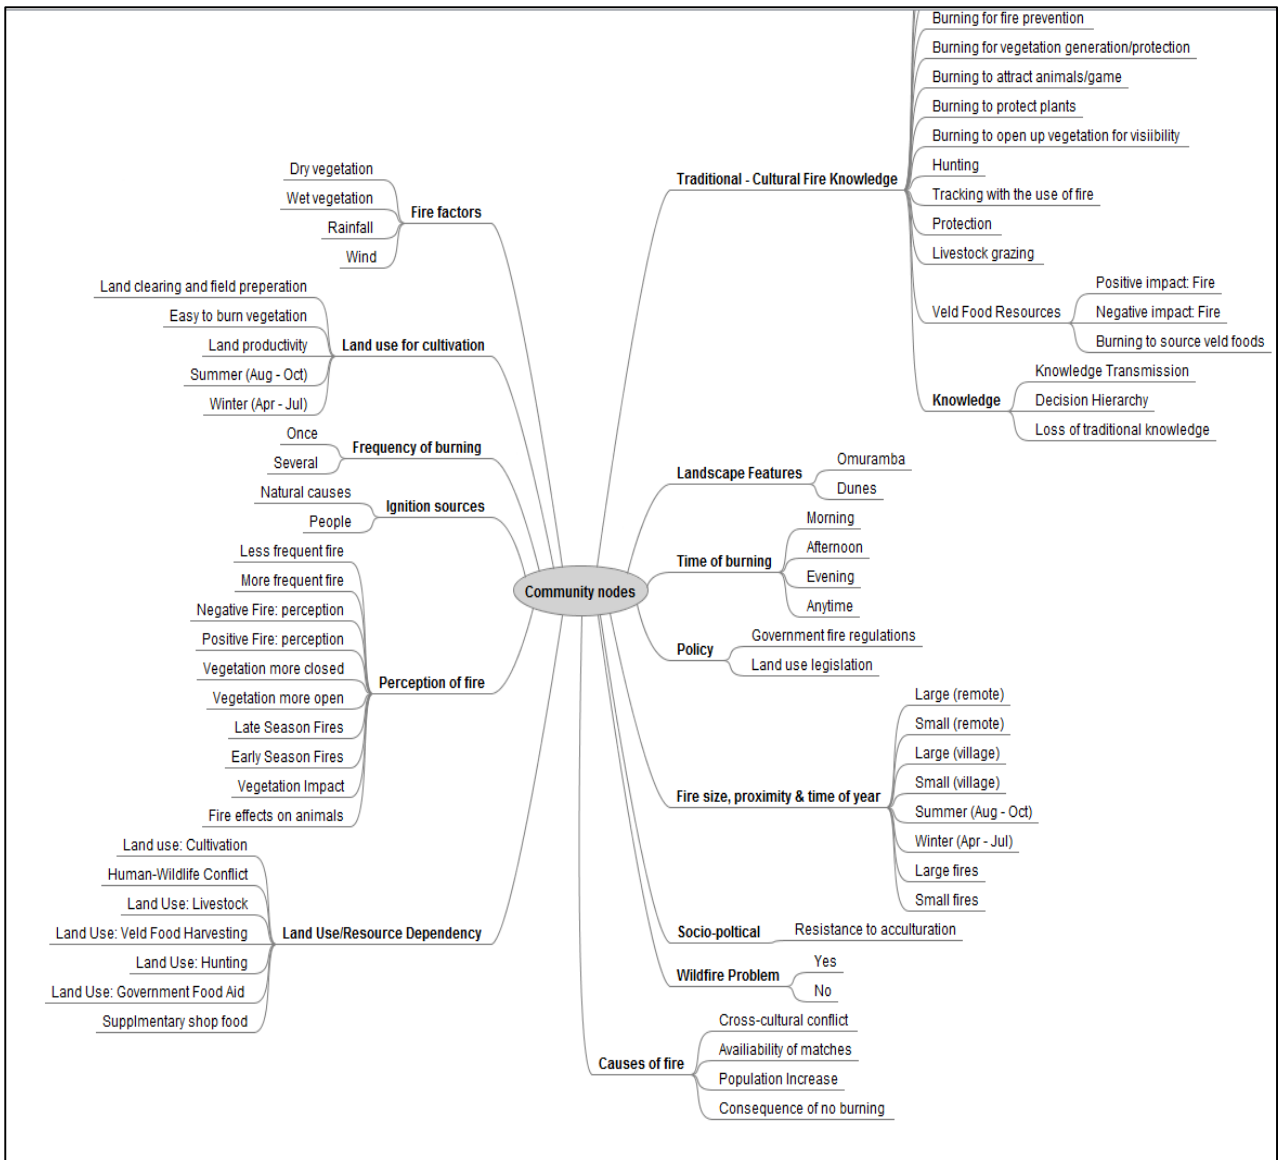 Community nodes
Fire factors
Dry vegetation
Wet vegetation
Rainfall
Wind
Land use for cultivation
Land clearing and field preperation
Easy to burn vegetation
Land productivity
Summer (Aug - Oct)
Winter (Apr - Jul)
Frequency of burning
Once
Several
Ignition sources
Natural causes
People
Perception of fire
Less frequent fire
More frequent fire
Negative Fire: perception
Positive Fire: perception
Vegetation more closed
Vegetation more open
Late Season Fires
Early Season Fires
Vegetation Impact
Fire effects on animals
Land Use/Resource Dependency
Land use: Cultivation
Human-Wildlife Conflict
Land Use: Livestock
Land Use: Veld Food Harvesting
Land Use: Hunting
Land Use: Government Food Aid
Supplmentary shop food
Traditional - Cultural Fire Knowledge
Burning for fire prevention
Burning for vegetation generation/protection
Burning to attract animals/game
Burning to protect plants
Burning to open up vegetation for visiibility
Hunting
Tracking with the use of fire
Protection
Livestock grazing
Veld Food Resources
Positive impact: Fire
Negative impact: Fire
Burning to source veld foods
Knowledge
Knowledge Transmission
Decision Hierarchy
Loss of traditional knowledge
Landscape Features
Omuramba
Dunes
Time of burning
Morning
Afternoon
Evening
Anytime
Policy
Government fire regulations
Land use legislation
Fire size, proximity & time of year
Large (remote)
Small (remote)
Large (village)
Small (village)
Summer (Aug - Oct)
Winter (Apr - Jul)
Large fires
Small fires
Socio-poltical
Resistance to acculturation
Wildfire Problem
Yes
No
Causes of fire
Cross-cultural conflict
Availiability of matches
Population Increase
Consequence of no burning